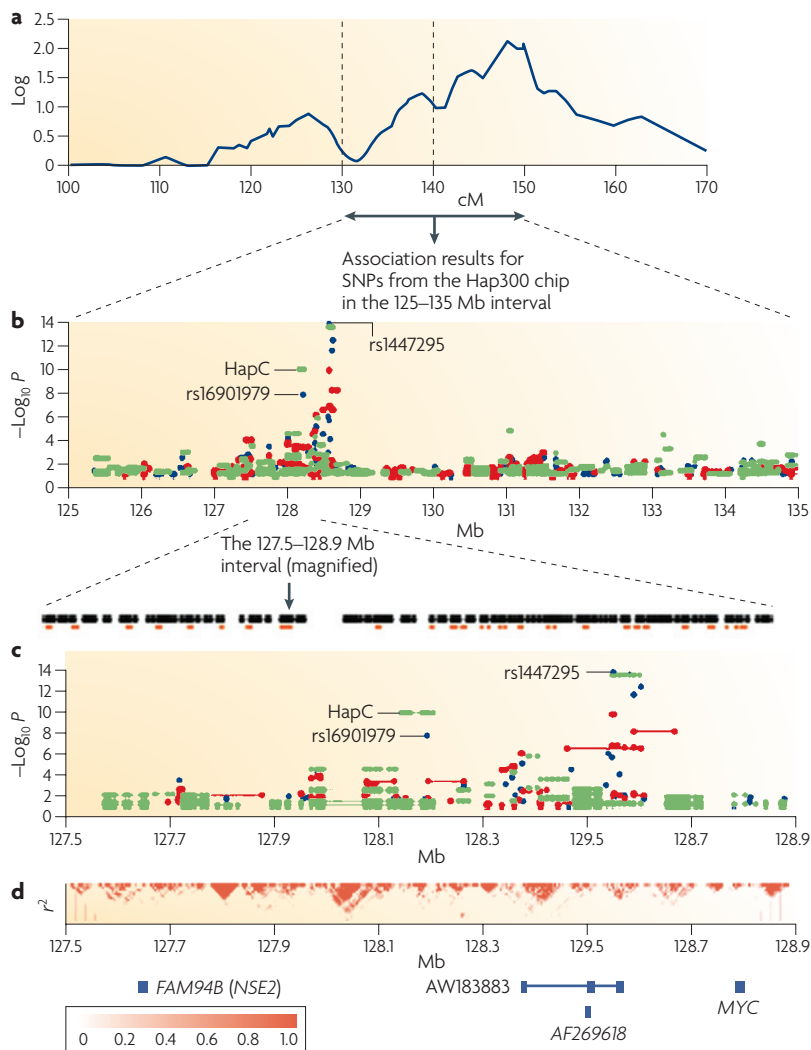 a
2.5
2.0
1.5
1.0
0.5
0
Log
100 110 120 130 140 150 160 170
cM
Association results for
SNPs from the Hap300 chip
in the 125–135 Mb interval
b
14
12
10
8
6
4
2
0
–Log10 P
rs1447295
HapC
rs16901979
125 126 127 128 129 130 131 132 133 134 135
Mb
The 127.5–128.9 Mb
interval (magnified)
c
14
12
10
8
6
4
2
0
–Log10 P
rs1447295
HapC
rs16901979
127.5 127.7 127.9 128.1 128.3 129.5 128.7 128.9
Mb
d
r2
127.5 127.7 127.9 128.1 128.3 129.5 128.7 128.9
Mb
FAM94B (NSE2)
AW183883
AF269618
MYC
0 0.2 0.4 0.6 0.8 1.0